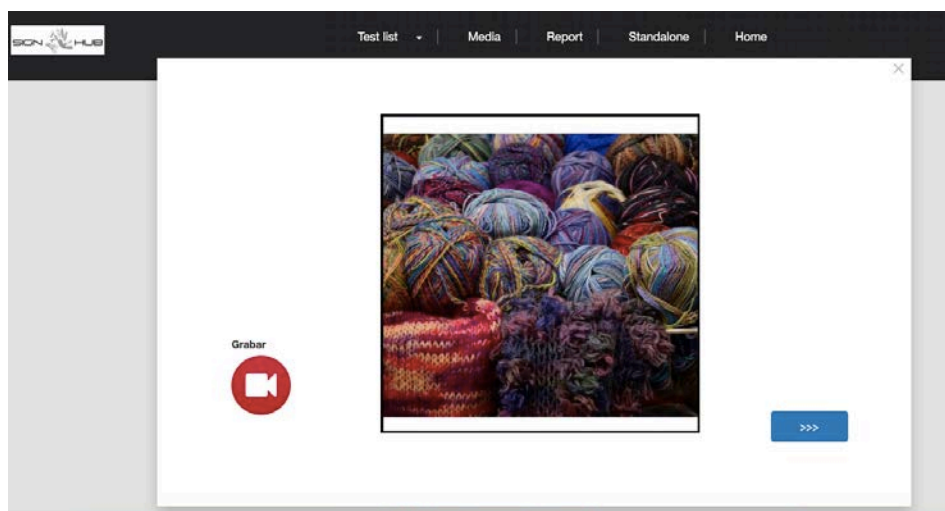 SIGN HUB
Test list | Media | Report | Standalone | Home
×
Grabar
>>>